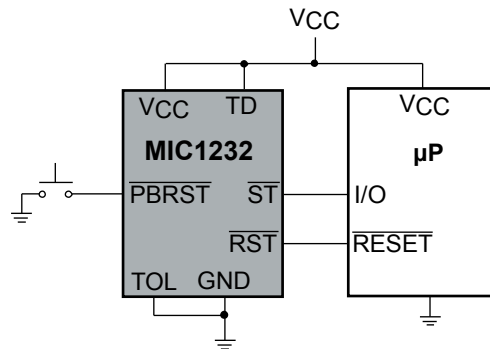 VCC
VCC TD VCC
MIC1232 µP
PBRST ST I/O
RST RESET
TOL GND